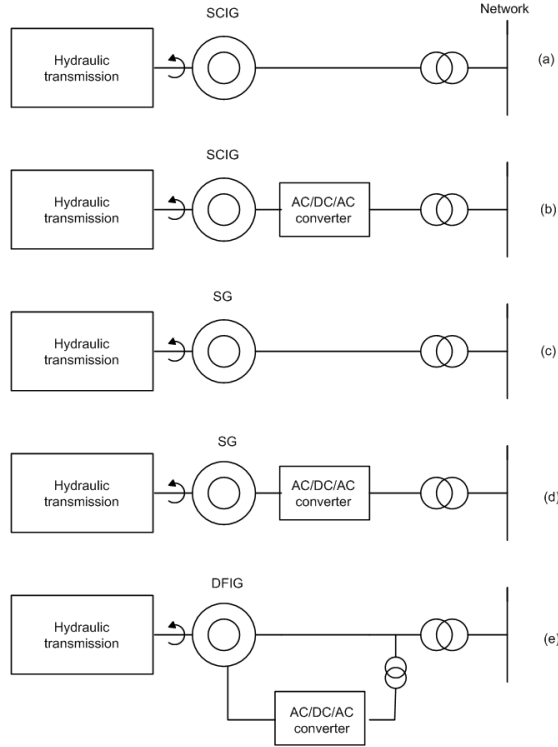 SCIG
Network
Hydraulic
transmission
(a)
SCIG
Hydraulic
transmission
AC/DC/AC
converter
(b)
SG
Hydraulic
transmission
(c)
SG
Hydraulic
transmission
AC/DC/AC
converter
(d)
DFIG
Hydraulic
transmission
(e)
AC/DC/AC
converter